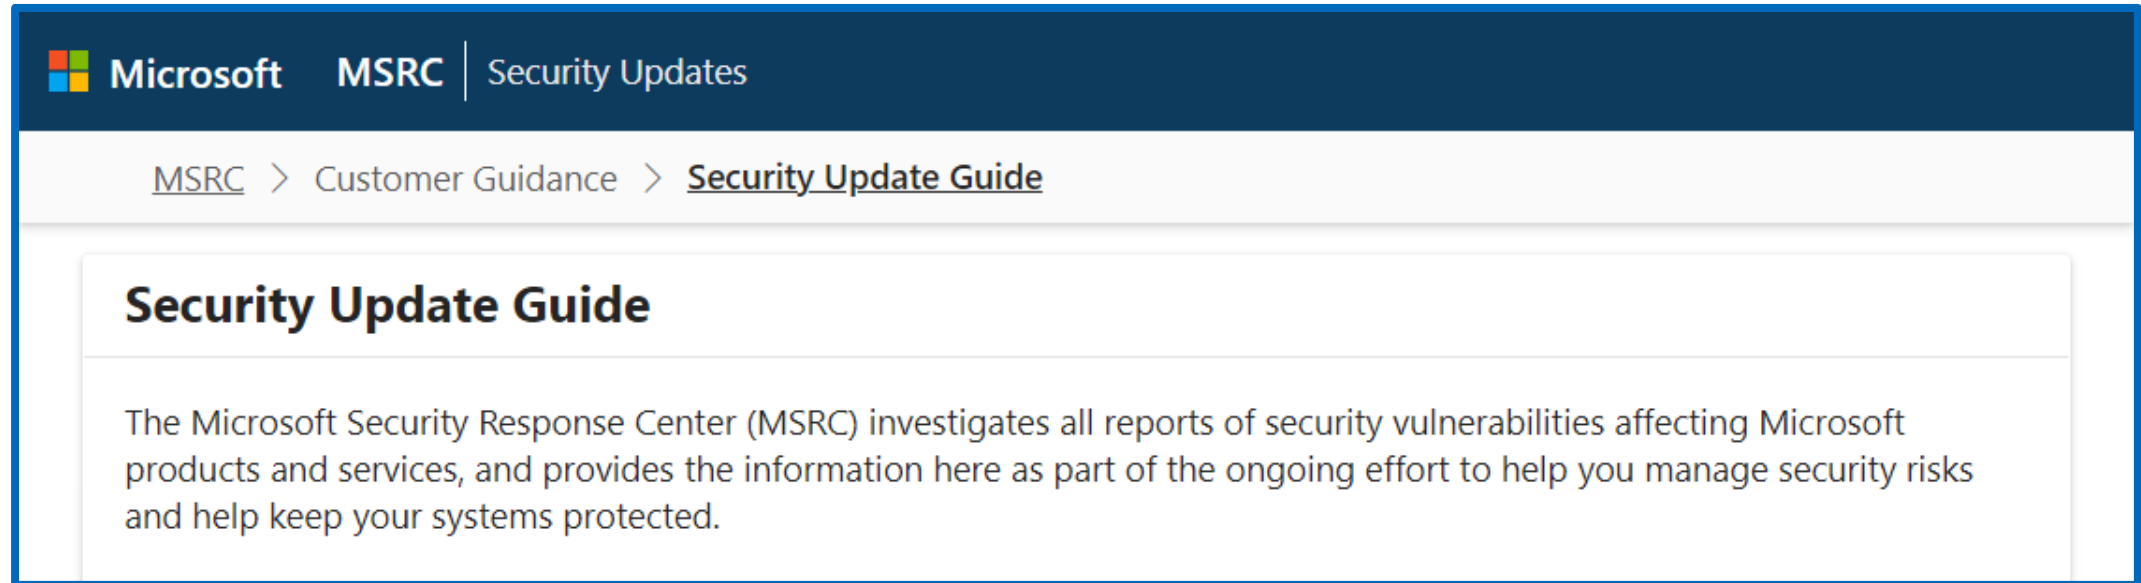 Microsoft MSRC Security Updates
MSRC > Customer Guidance > Security Update Guide
Security Update Guide
The Microsoft Security Response Center (MSRC) investigates all reports of security vulnerabilities affecting Microsoft
products and services, and provides the information here as part of the ongoing effort to help you manage security risks
and help keep your systems protected.